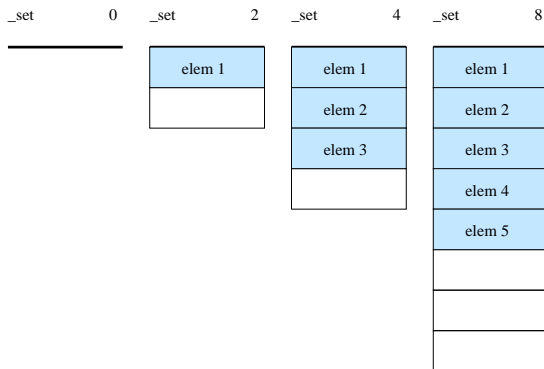 _set 0 _set 2 _set 4 _set 8
elem 1 elem 1 elem 1
elem 2 elem 2
elem 3 elem 3
elem 4
elem 5